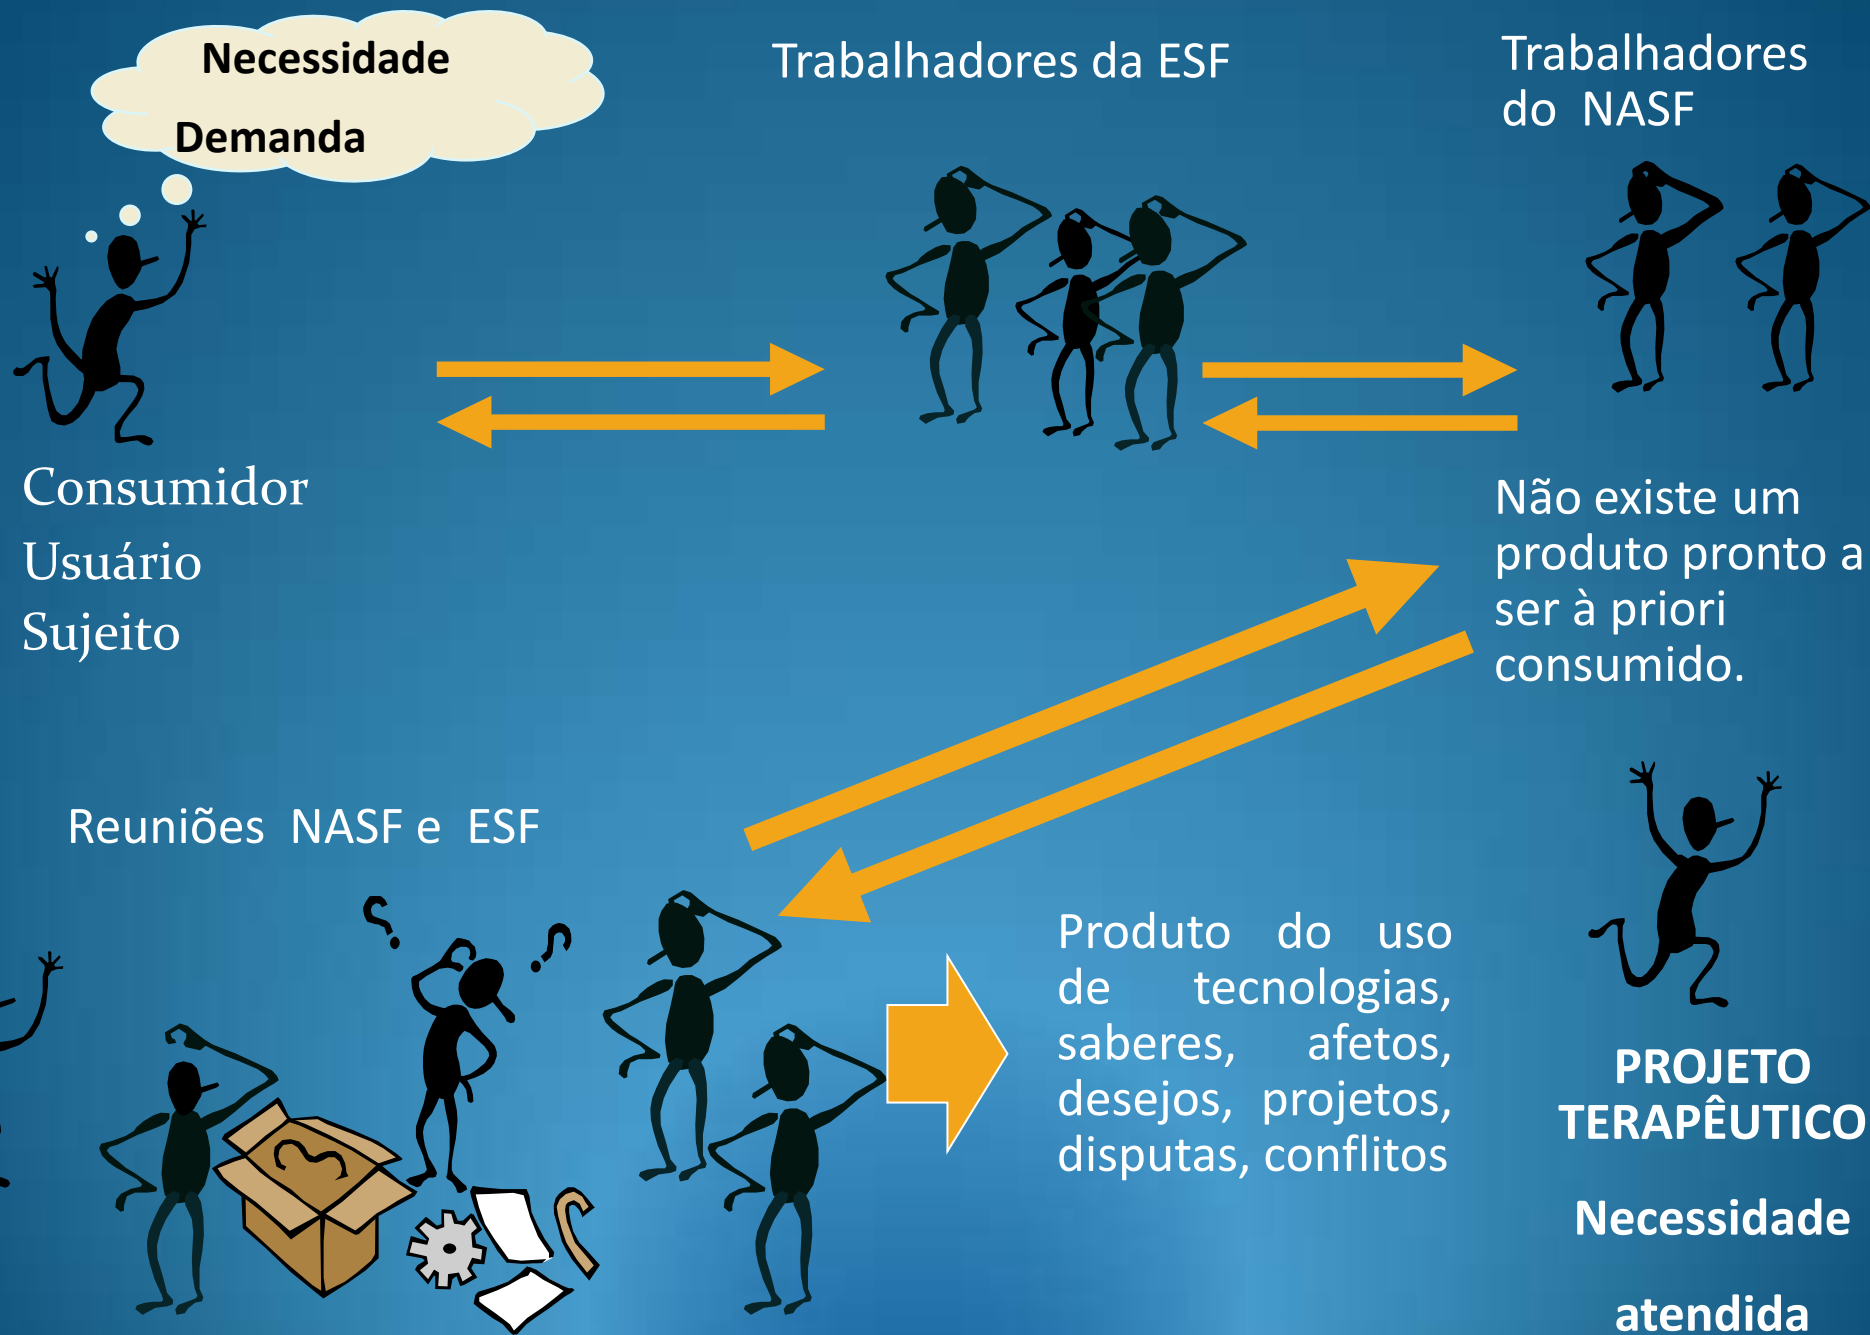 Necessidade
Demanda
Trabalhadores da ESF
Trabalhadores
do NASF
Consumidor
Usuário
Sujeito
Não existe um
produto pronto a
ser à priori
consumido.
Reuniões NASF e ESF
Produto do uso
de tecnologias,
saberes, afetos,
desejos, projetos,
disputas, conflitos
PROJETO
TERAPÊUTICO
Necessidade
atendida